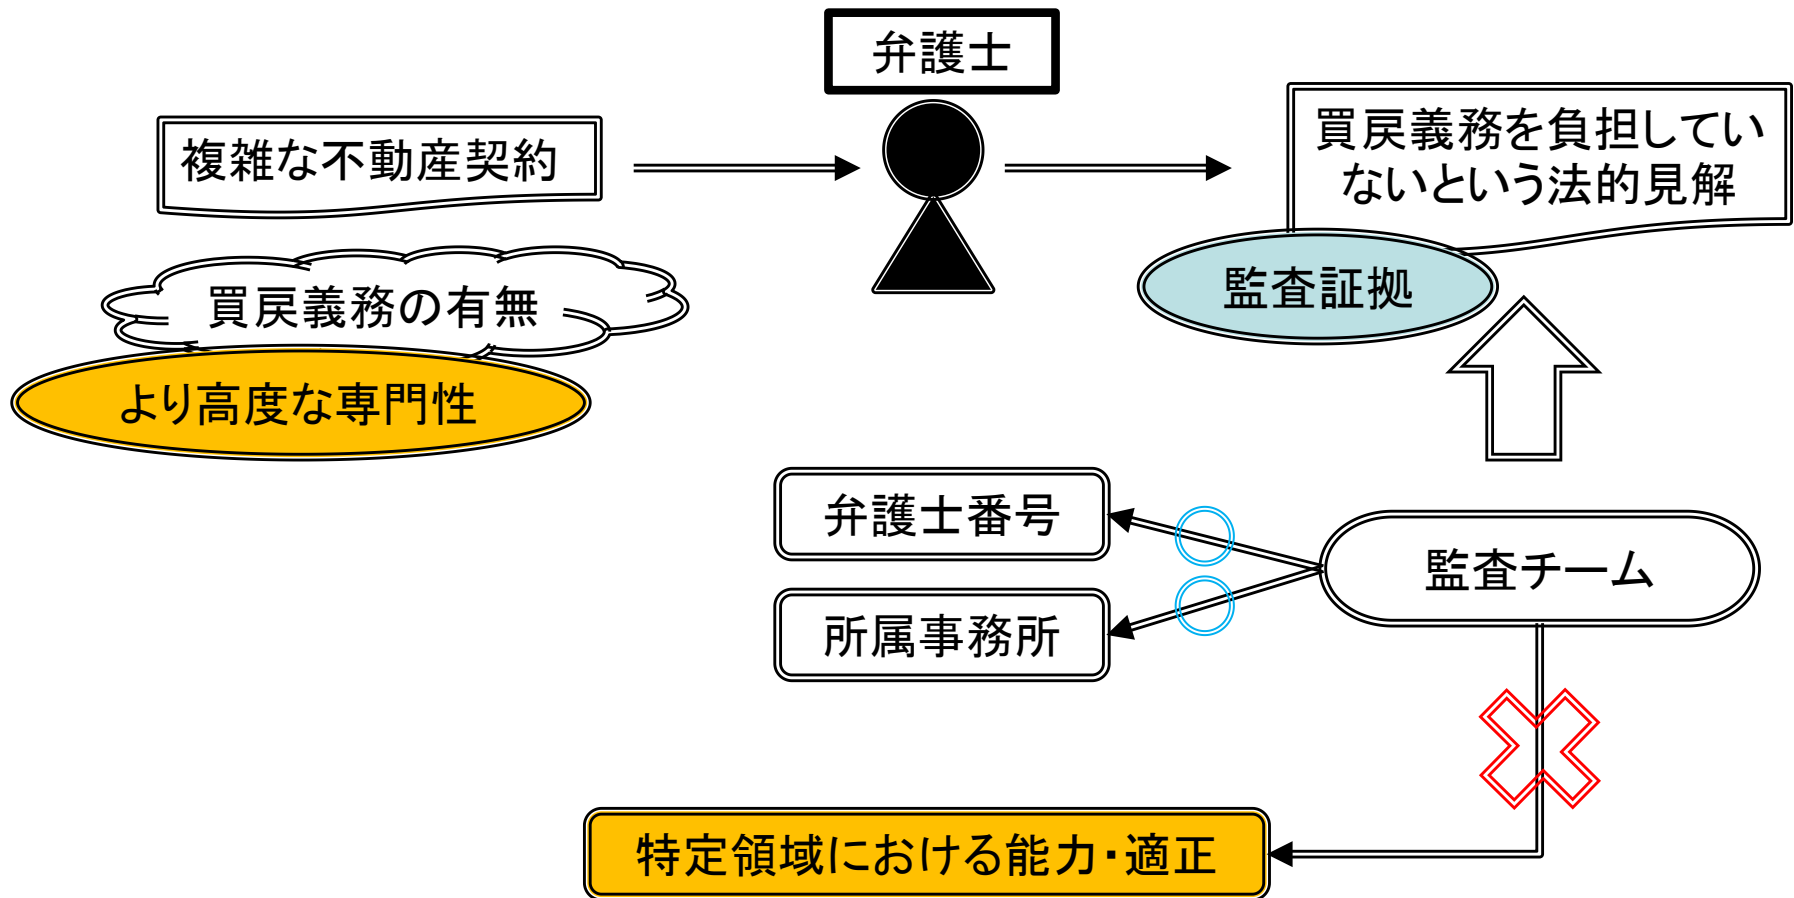 弁護士
複雑な不動産契約
買戻義務を負担してい
ないという法的見解
買戻義務の有無
監査証拠
より高度な専門性
弁護士番号
監査チーム
所属事務所
特定領域における能力・適正